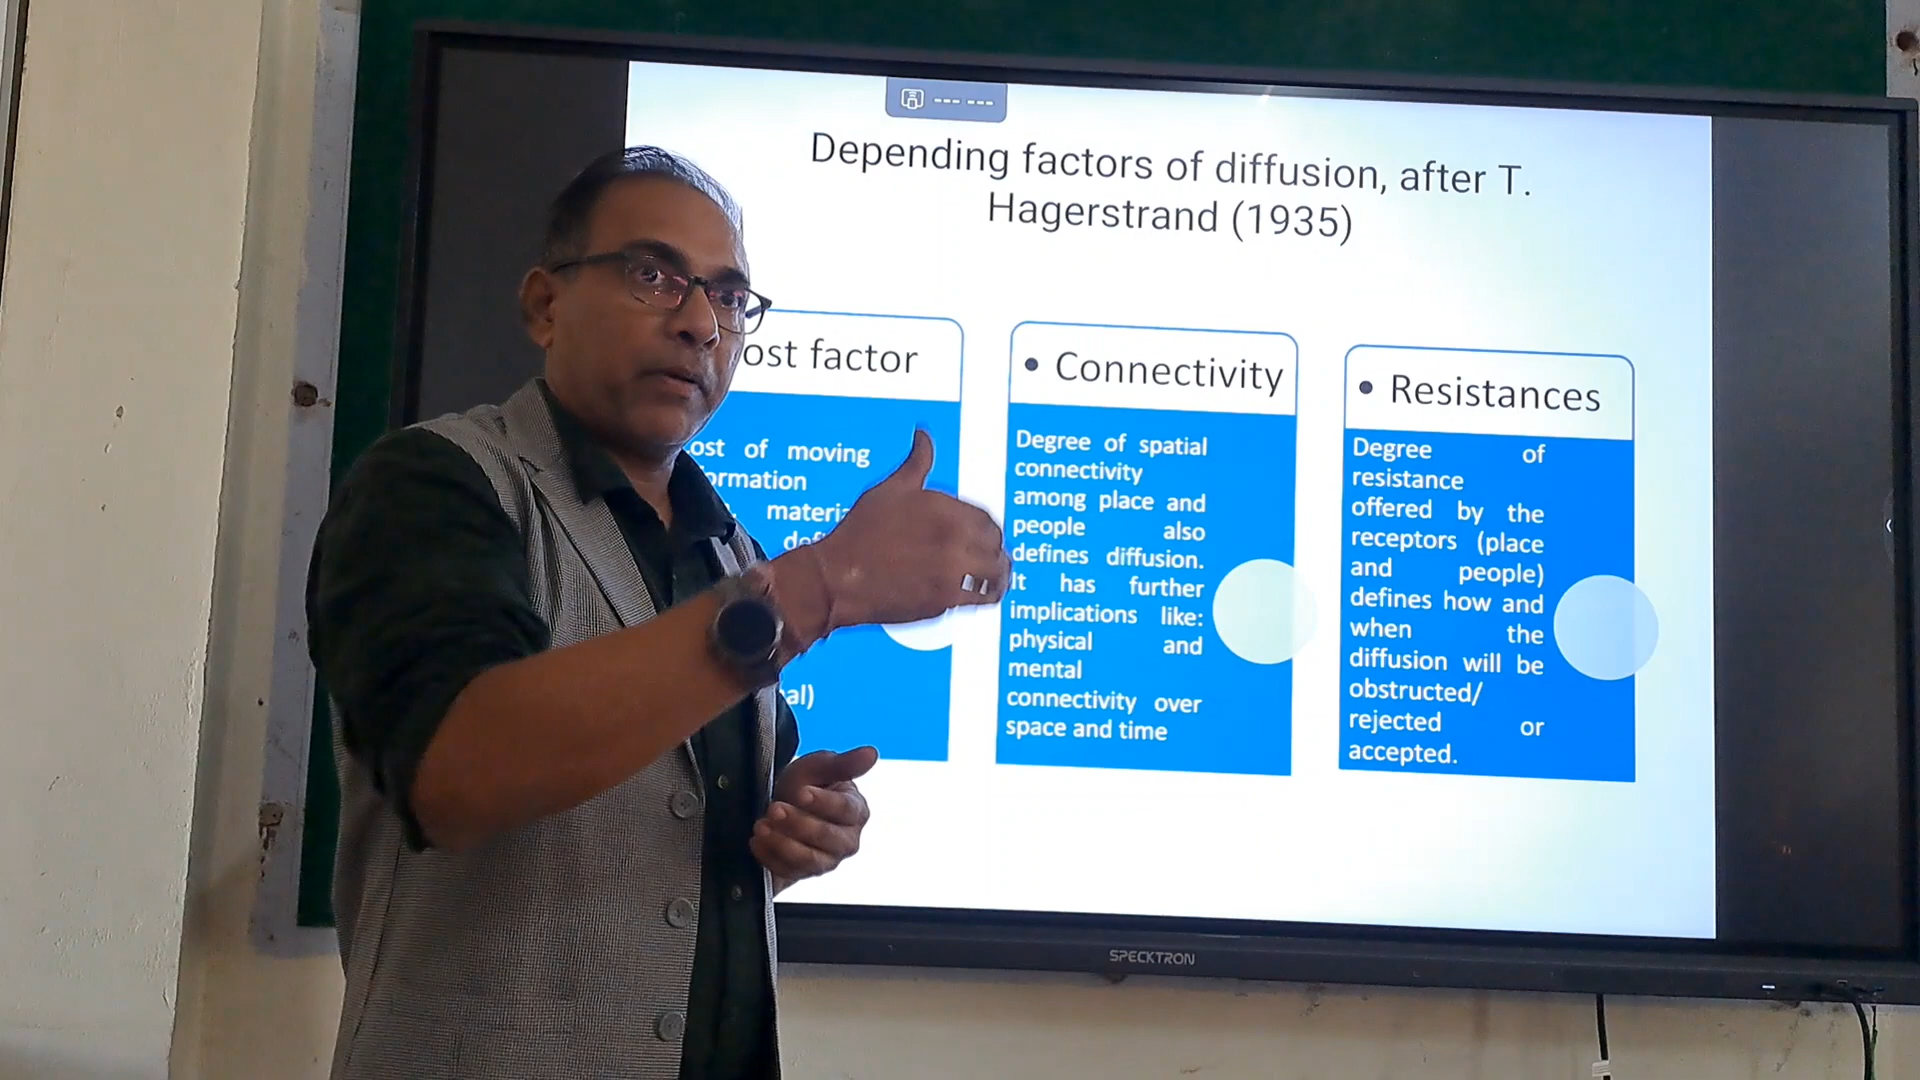 Depending factors of diffusion, after T.
Hagerstrand (1935)
ost factor
ost of moving
ormation
materia
def
al)
• Connectivity
Degree of spatial
connectivity
among place and
people also
defines diffusion.
It has further
implications like:
physical and
mental
connectivity over
space and time
• Resistances
Degree of
resistance
offered by the
receptors (place
and people)
defines how and
when the
diffusion will be
obstructed/
rejected or
accepted.
SPECKTRON